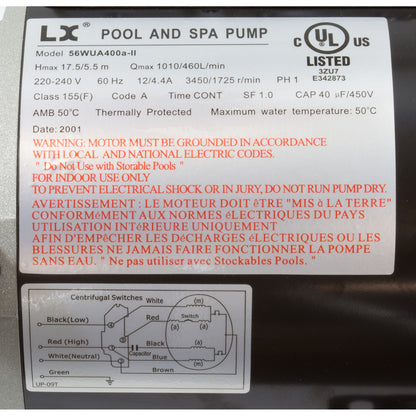 LX® POOL AND SPA PUMP
Model 56WUA400a-II
Hmax 17.5/5.5 m Qmax 1010/460L/min
220-240 V 60 Hz 12/4.4A 3450/1725 r/min PH 1
Class 155(F) Code A Time CONT SF 1.0 CAP 40 µF/450V
AMB 50°C Thermally Protected Maximum water temperature: 50°C
Date: 2001
c UL US ®
LISTED
3ZU7
E342873
WARNING: MOTOR MUST BE GROUNDED IN ACCORDANCE
WITH LOCAL AND NATIONAL ELECTRIC CODES.
" Do Not Use with Storable Pools "
FOR INDOOR USE ONLY
TO PREVENT ELECTRICAL SHOCK OR IN JURY, DO NOT RUN PUMP DRY.
AVERTISSEMENT : LE MOTEUR DOIT êTRE "MIS à LA TERRE"
CONFORMéMENT AUX NORMES éLECTRIQUES DU PAYS
UTILISATION INTéRIEURE UNIQUEMENT
AFIN D'EMPêCHER LES DéCHARGES éLECTRIQUES OU LES
BLESSURES NE JAMAIS FAIRE FONCTIONNER LA POMPE
SANS EAU. " Ne pas utiliser avec Stockables Pools. "
Centrifugal Switches White (m)
Black(Low) Red Switch
(a) (a)
Red (High)
White(Neutral) Capacitor Black (m)
Blue
L Brown
UP-09T